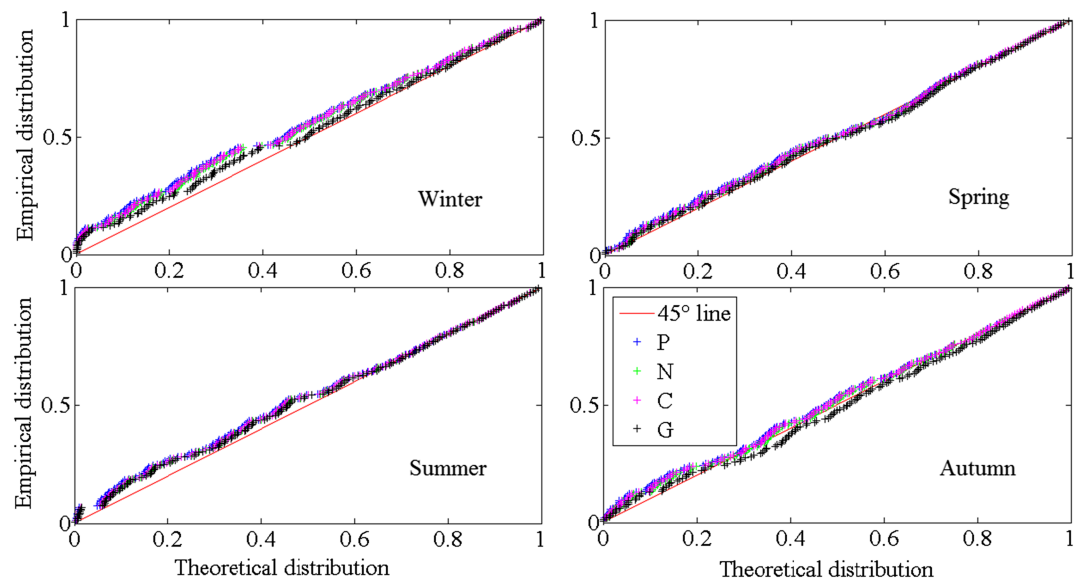 Empirical distribution
1
0.5
0
0 0.2 0.4 0.6 0.8 1
Winter
1
0.5
0
0 0.2 0.4 0.6 0.8 1
Spring
Empirical distribution
1
0.5
0
0 0.2 0.4 0.6 0.8 1
Summer
Theoretical distribution
1
0.5
0
0 0.2 0.4 0.6 0.8 1
45° line
P
N
C
G
Autumn
Theoretical distribution